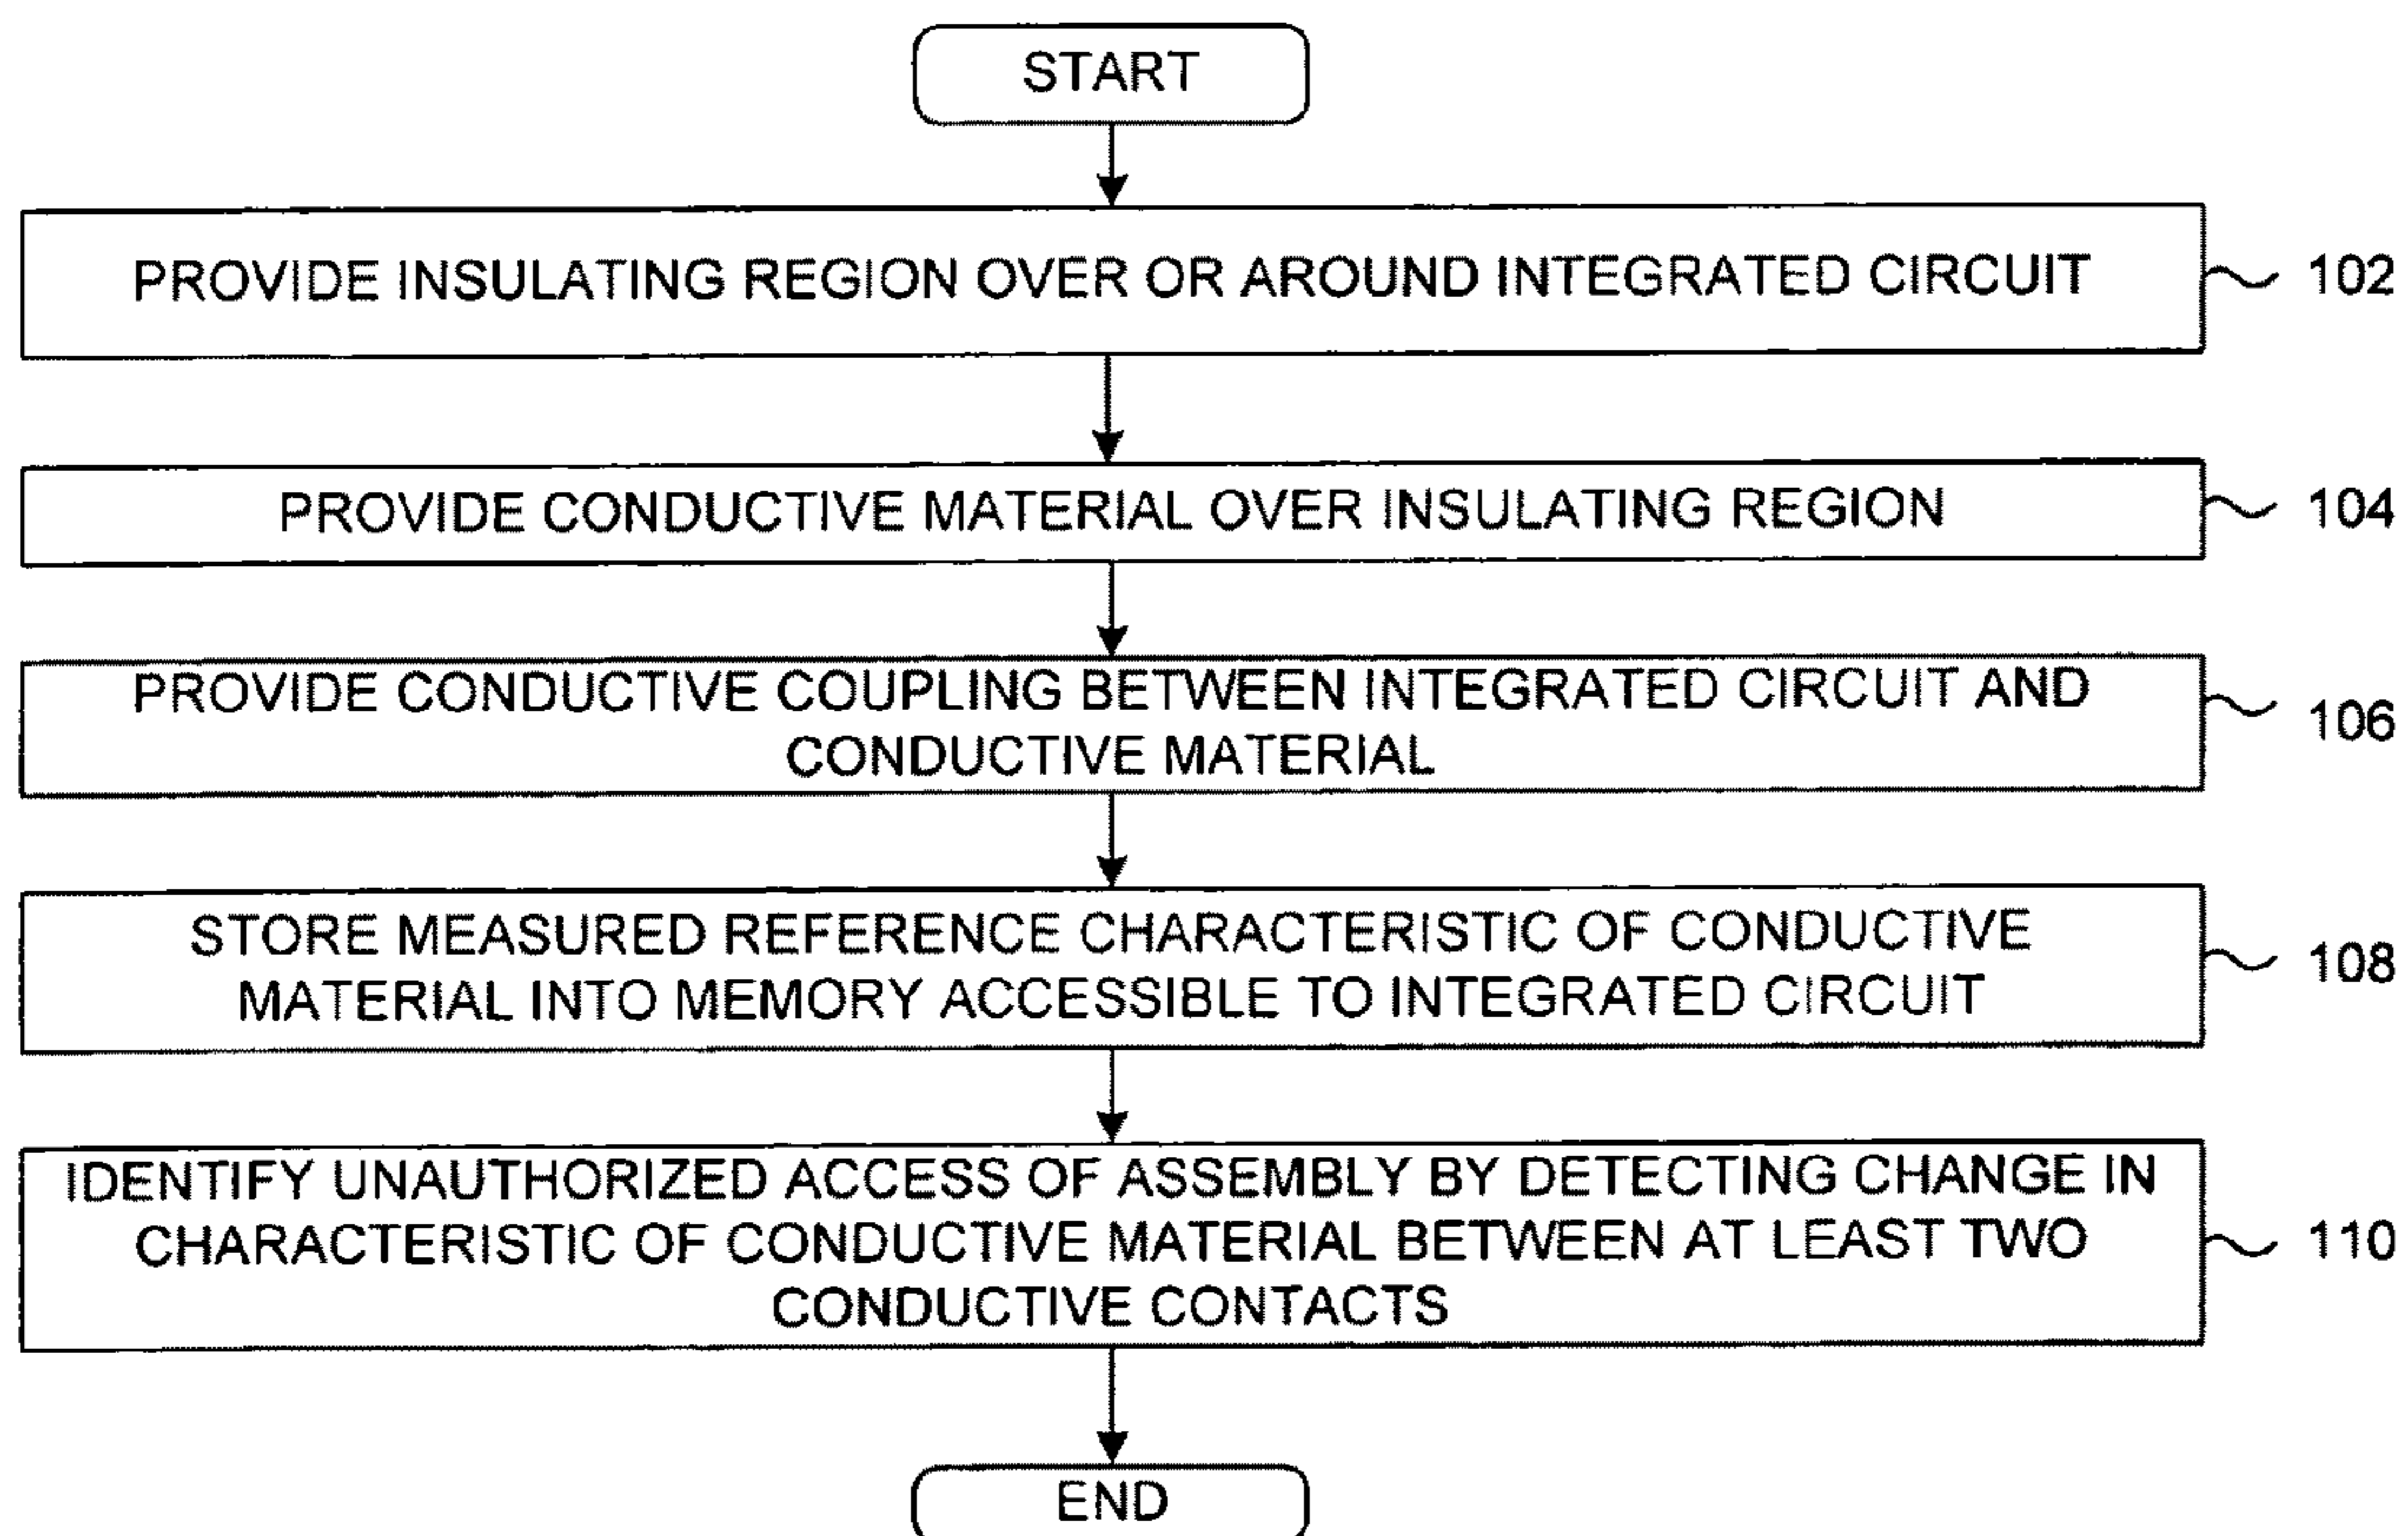 START
PROVIDE INSULATING REGION OVER OR AROUND INTEGRATED CIRCUIT
102
PROVIDE CONDUCTIVE MATERIAL OVER INSULATING REGION
104
PROVIDE CONDUCTIVE COUPLING BETWEEN INTEGRATED CIRCUIT AND
CONDUCTIVE MATERIAL
106
STORE MEASURED REFERENCE CHARACTERISTIC OF CONDUCTIVE
MATERIAL INTO MEMORY ACCESSIBLE TO INTEGRATED CIRCUIT
108
IDENTIFY UNAUTHORIZED ACCESS OF ASSEMBLY BY DETECTING CHANGE IN
CHARACTERISTIC OF CONDUCTIVE MATERIAL BETWEEN AT LEAST TWO
CONDUCTIVE CONTACTS
110
END